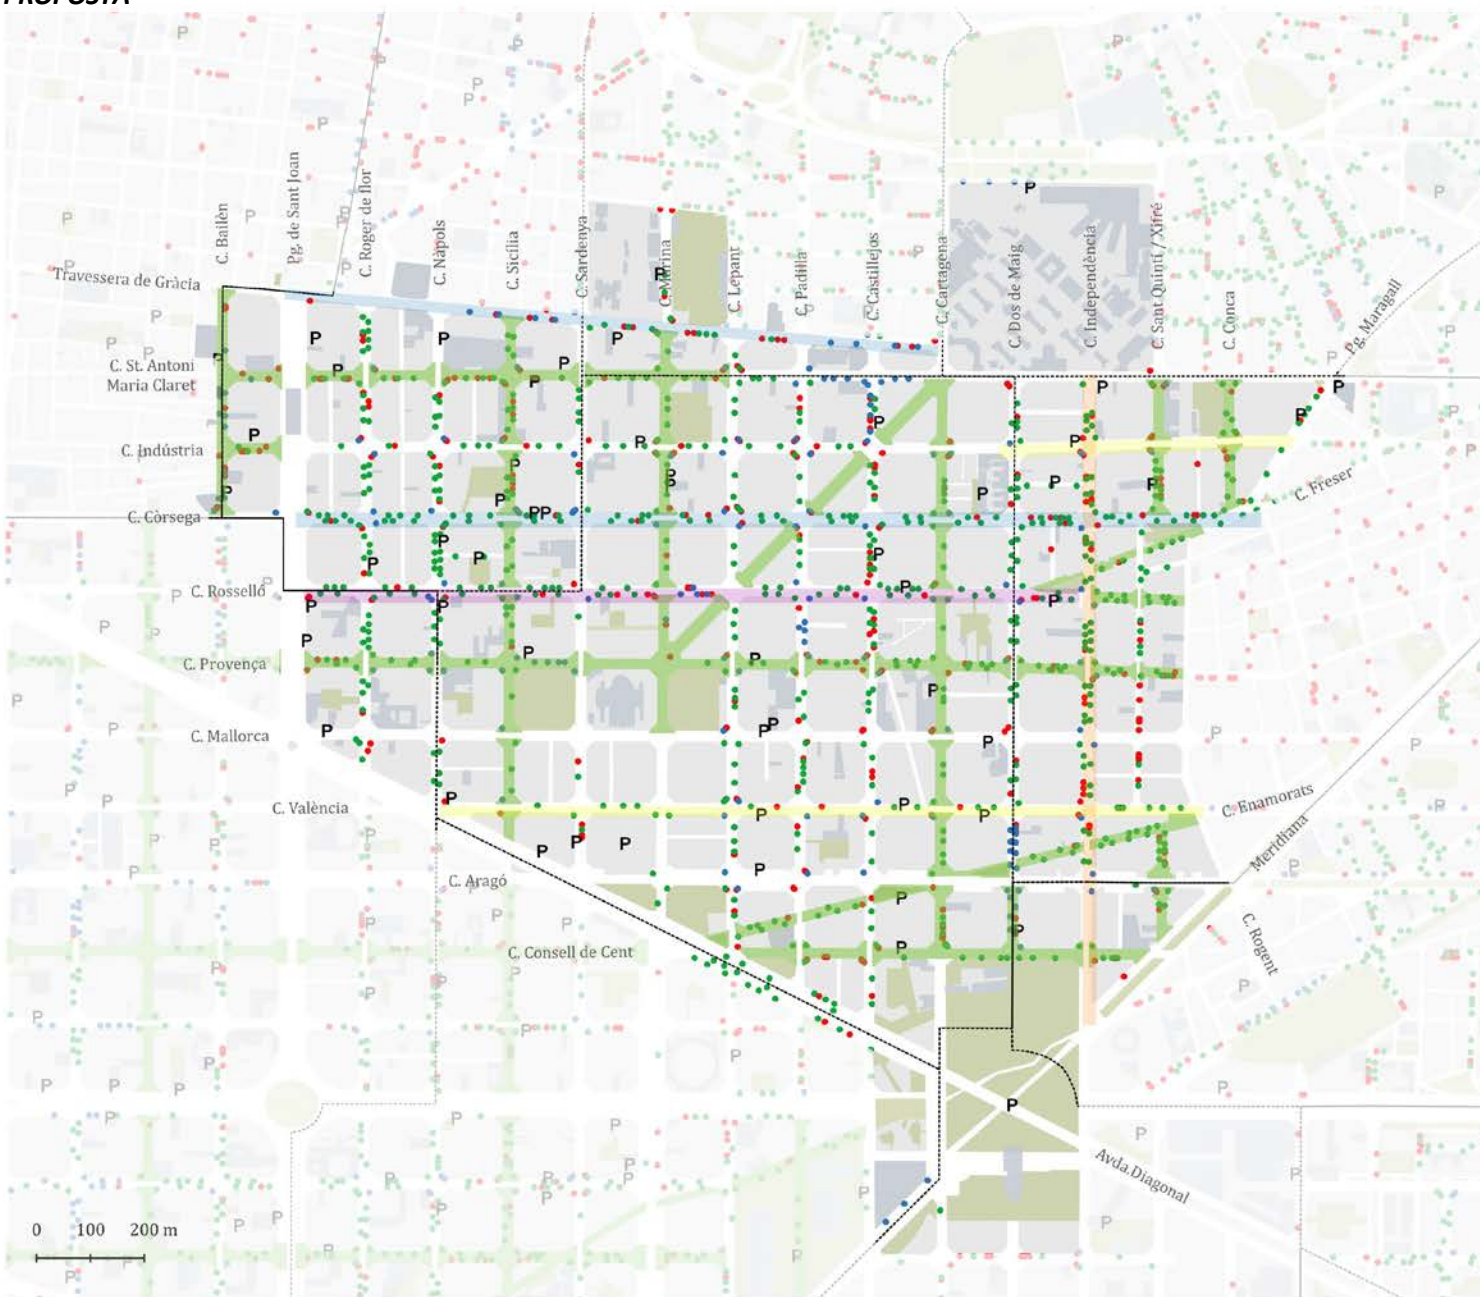 PROPOSTA
C. Bailèn
Pg. de Sant Joan
C. Roger de flor
C. Nàpols
C. Sicília
C. Sardenya
C. Marina
C. Lepant
C. Padilla
C. Castillejos
C. Cartagena
C. Dos de Maig
C. Independència
C. Sant Quintí / Xifré
C. Conca
Pg. Maragall
Travessera de Gràcia
C. St. Antoni
Maria Claret
C. Indústria
C. Còrsega
C. Freser
C. Rosselló
C. Provença
C. Mallorca
C. València
C. Enamorats
Meridiana
C. Aragó
C. Rogent
C. Consell de Cent
Avda.Diagonal
0 100 200 m